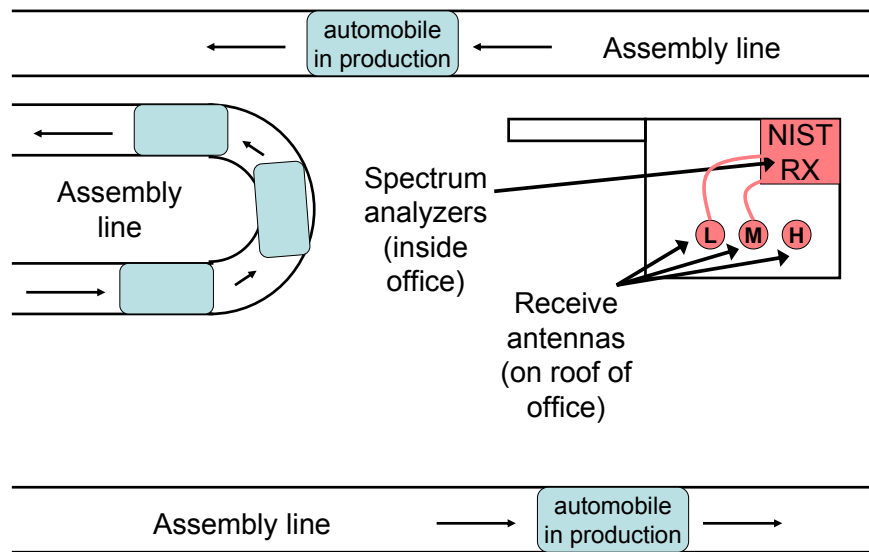 automobile
in production
Assembly line
Assembly
line
Spectrum
analyzers
(inside
office)
NIST
RX
L M H
Receive
antennas
(on roof of
office)
Assembly line
automobile
in production